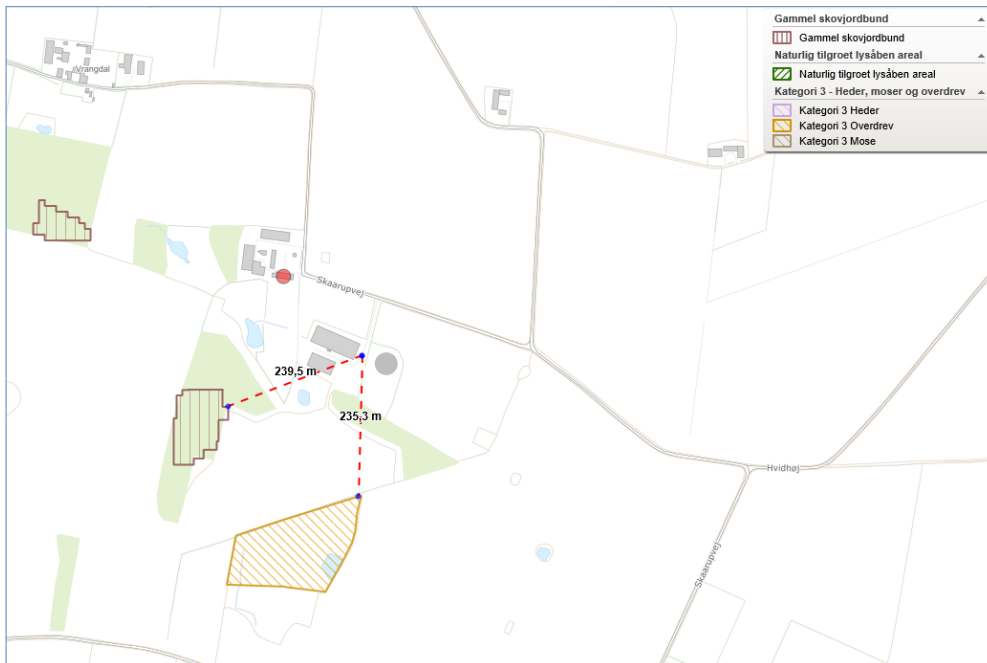 Gammel skovjordbund
Gammel skovjordbund
Naturlig tilgroet lysåben areal
Naturlig tilgroet lysåben areal
Kategori 3 - Heder, moser og overdrev
Kategori 3 Heder
Kategori 3 Overdrev
Kategori 3 Mose
Vrangdal
Skaarupvej
239,5 m
235,3 m
Hvidhøj
Skaarupvej